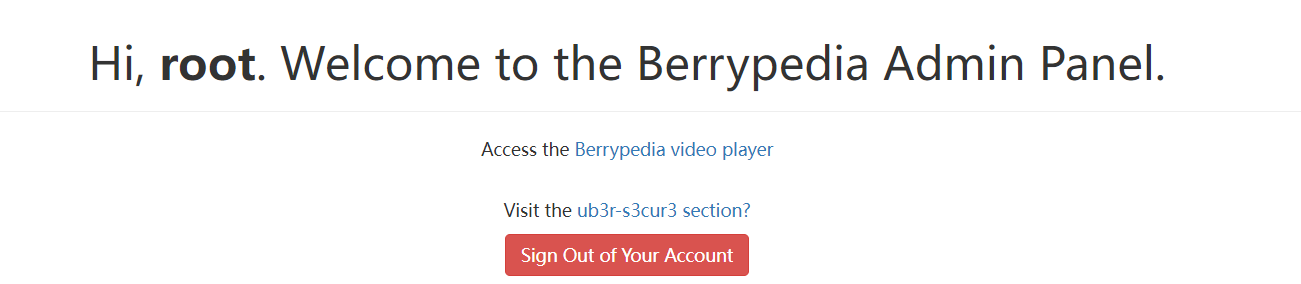 Hi, root. Welcome to the Berrypedia Admin Panel.
Access the Berrypedia video player
Visit the ub3r-s3cur3 section?
Sign Out of Your Account